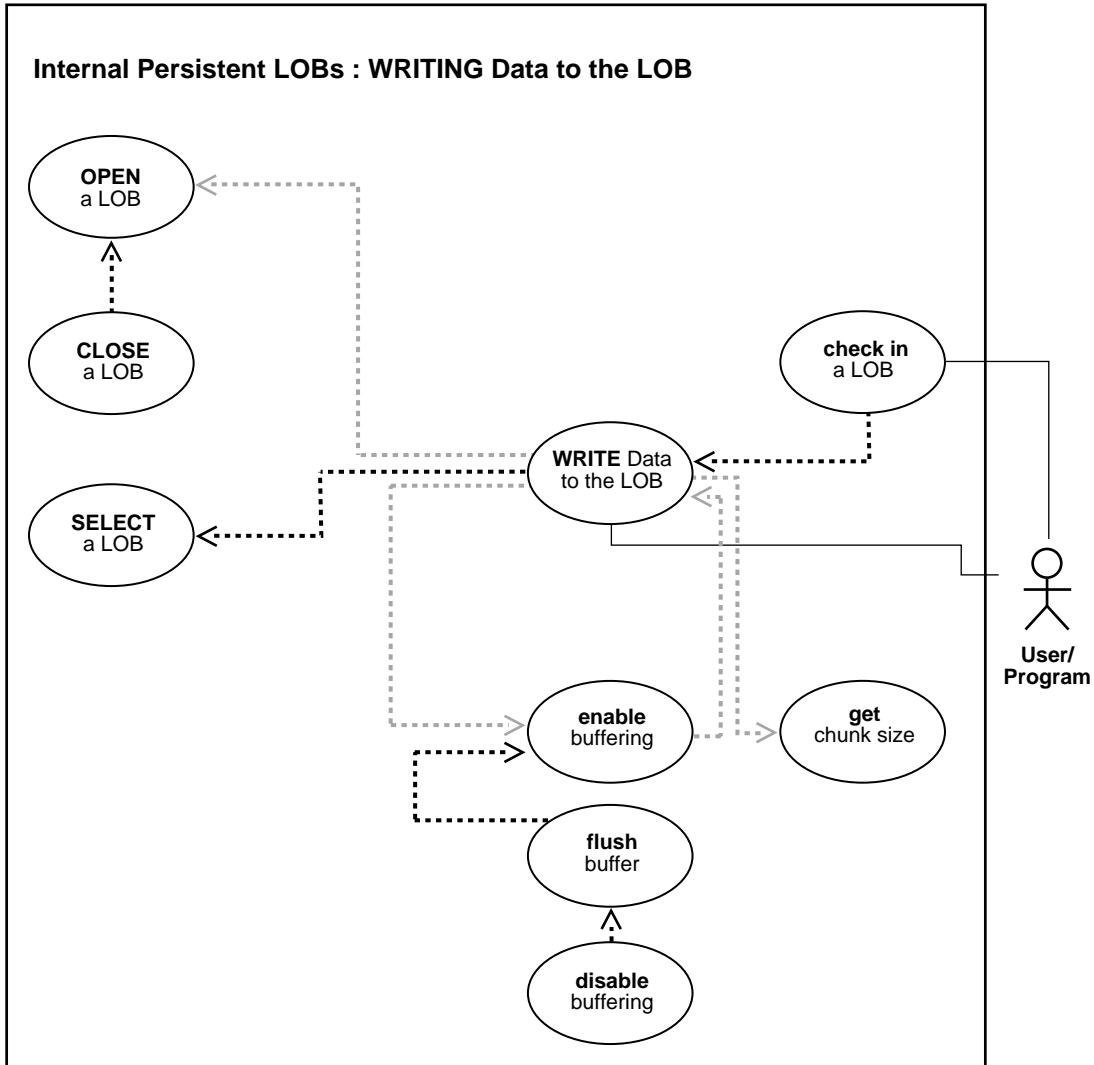 Internal Persistent LOBs : WRITING Data to the LOB
OPEN
a LOB
CLOSE
a LOB
check in
a LOB
WRITE Data
to the LOB
SELECT
a LOB
User/
Program
enable
buffering
get
chunk size
flush
buffer
disable
buffering